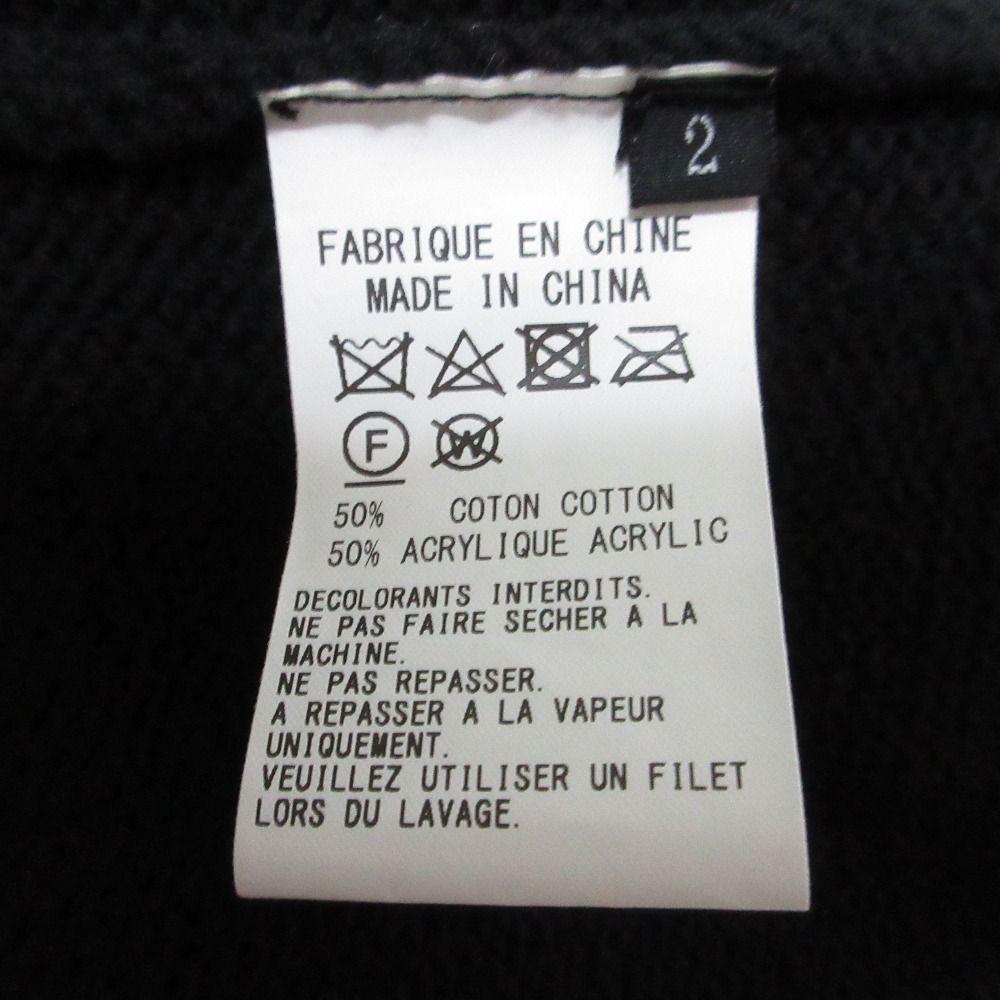 2
FABRIQUE EN CHINE
MADE IN CHINA
F W
50% COTON COTTON
50% ACRYLIQUE ACRYLIC
DECOLORANTS INTERDITS.
NE PAS FAIRE SECHER A LA
MACHINE.
NE PAS REPASSER.
A REPASSER A LA VAPEUR
UNIQUEMENT.
VEUILLEZ UTILISER UN FILET
LORS DU LAVAGE.